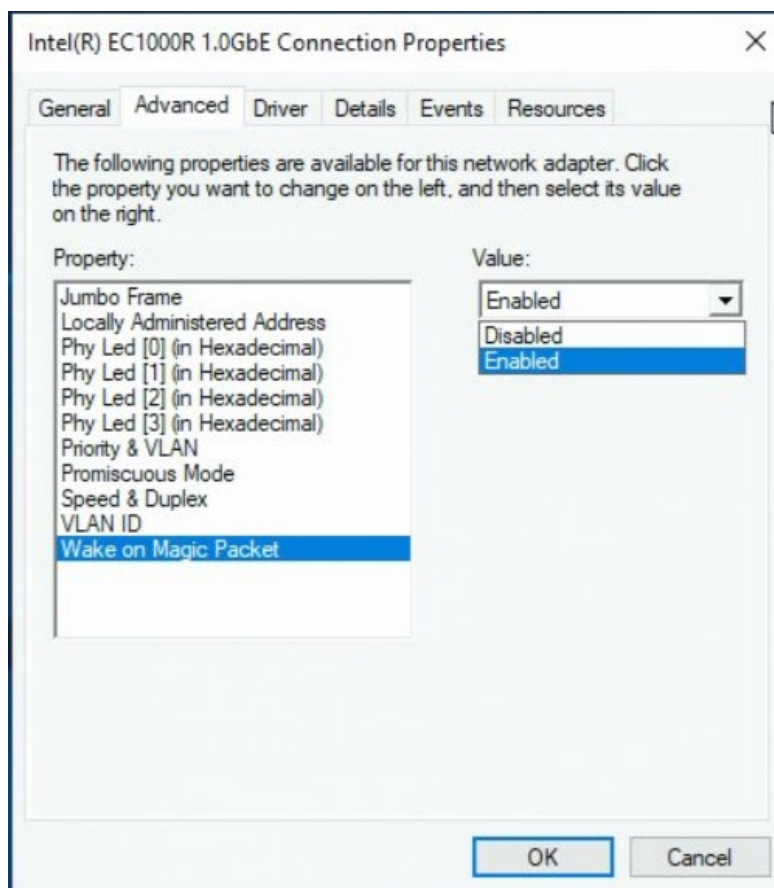 Intel(R) EC1000R 1.0GbE Connection Properties
General Advanced Driver Details Events Resources
The following properties are available for this network adapter. Click
the property you want to change on the left, and then select its value
on the right.
Property:
Value:
Jumbo Frame
Locally Administered Address
Phy Led [0] (in Hexadecimal)
Phy Led [1] (in Hexadecimal)
Phy Led [2] (in Hexadecimal)
Phy Led [3] (in Hexadecimal)
Priority & VLAN
Promiscuous Mode
Speed & Duplex
VLAN ID
Wake on Magic Packet
Enabled
Disabled
Enabled
OK
Cancel